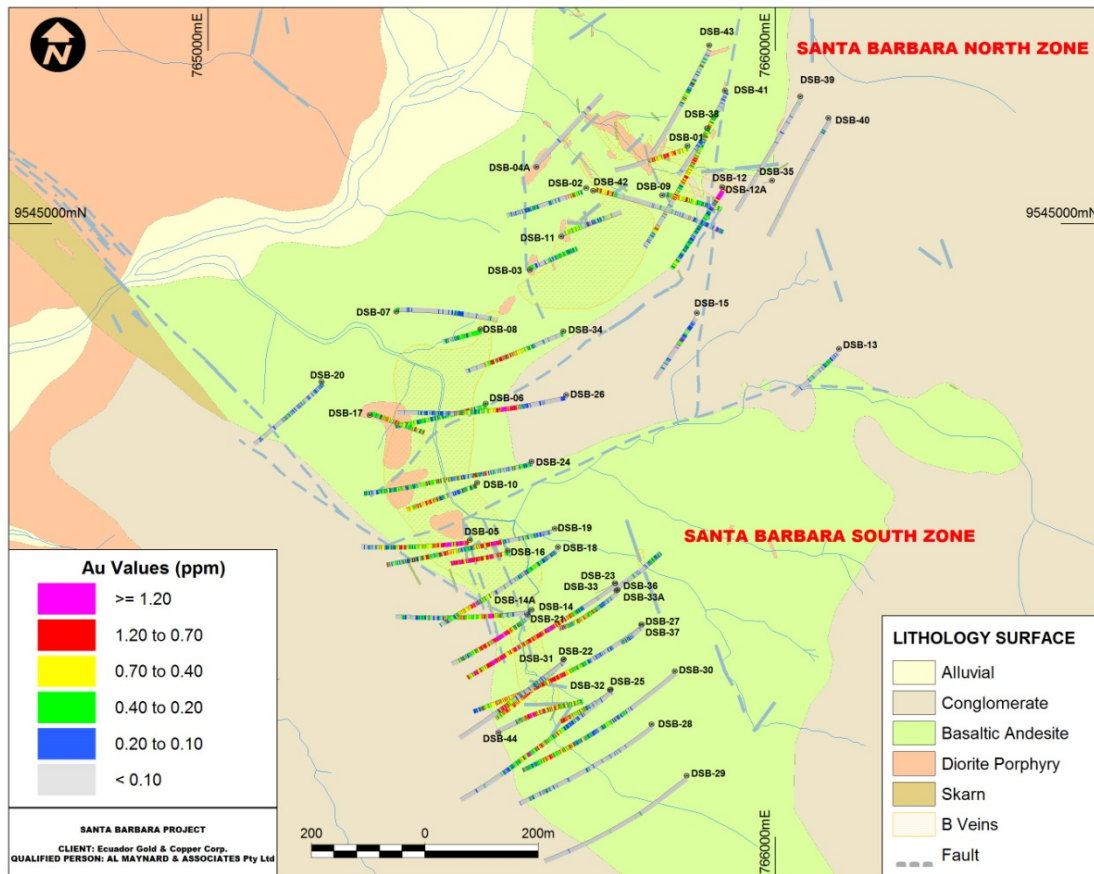 N
765000mE
766000mE
SANTA BARBARA NORTH ZONE
DSB-43
DSB-39
DSB-41
DSB-40
DSB-38
DSB-01
DSB-04A
DSB-35
DSB-02
DSB-42
DSB-09
DSB-12
DSB-12A
9545000mN
9545000mN
DSB-11
DSB-03
DSB-07
DSB-15
DSB-08
DSB-34
DSB-13
DSB-20
DSB-06
DSB-26
DSB-17
DSB-24
DSB-10
DSB-05
DSB-19
SANTA BARBARA SOUTH ZONE
DSB-16
DSB-18
DSB-23
DSB-33
DSB-36
DSB-33A
DSB-14A
DSB-14
DSB-21
DSB-27
DSB-37
DSB-31
DSB-22
DSB-30
DSB-32
DSB-25
DSB-28
DSB-44
DSB-29
Au Values (ppm)
>= 1.20
1.20 to 0.70
0.70 to 0.40
0.40 to 0.20
0.20 to 0.10
< 0.10
SANTA BARBARA PROJECT
CLIENT: Ecuador Gold & Copper Corp.
QUALIFIED PERSON: AL MAYNARD & ASSOCIATES Pty Ltd
200 0 200m
766000mE
LITHOLOGY SURFACE
Alluvial
Conglomerate
Basaltic Andesite
Diorite Porphyry
Skarn
B Veins
Fault